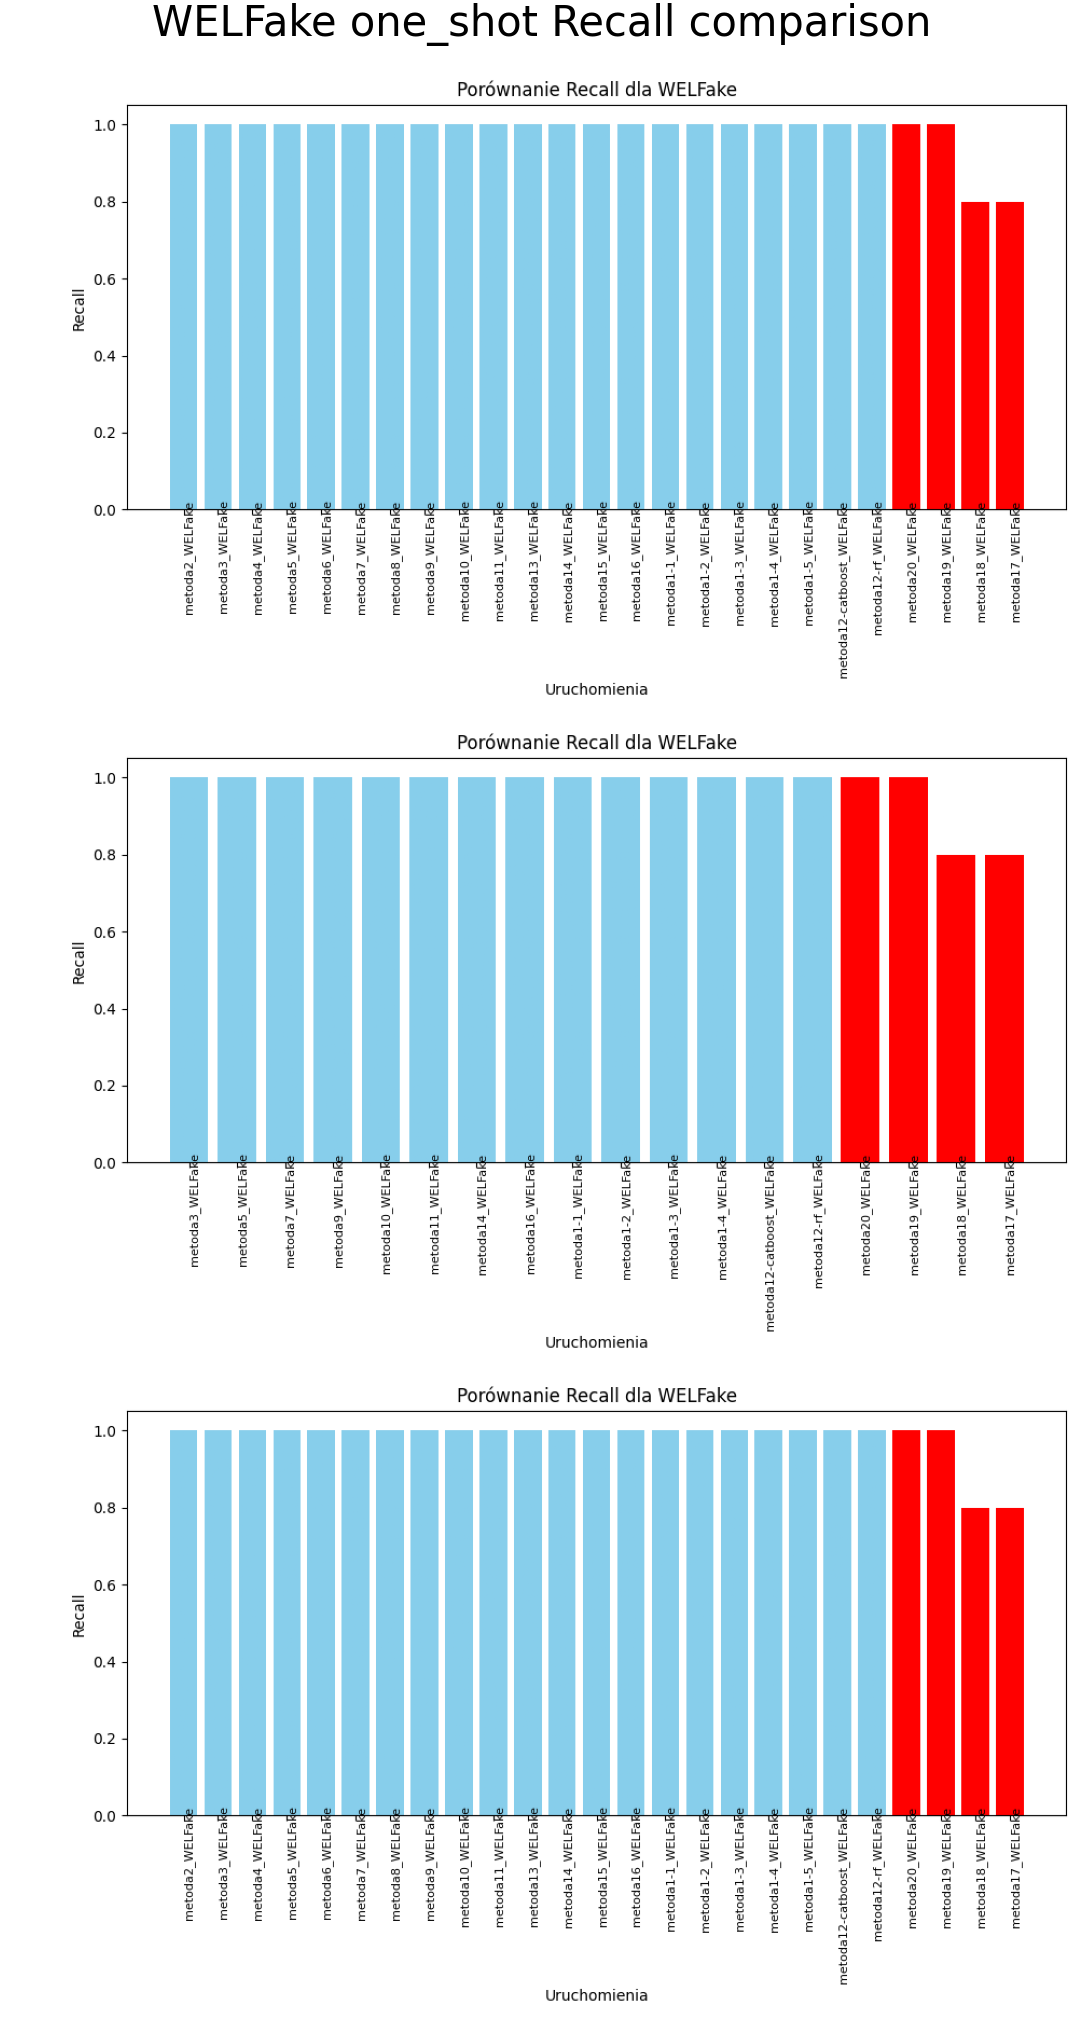 WELFake one_shot Recall comparison
Porównanie Recall dla WELFake
Recall
1.0
0.8
0.6
0.4
0.2
0.0
metoda2_WELFake
metoda3_WELFake
metoda4_WELFake
metoda5_WELFake
metoda6_WELFake
metoda7_WELFake
metoda8_WELFake
metoda9_WELFake
metoda10_WELFake
metoda11_WELFake
metoda13_WELFake
metoda14_WELFake
metoda15_WELFake
metoda16_WELFake
metoda1-1_WELFake
metoda1-2_WELFake
metoda1-3_WELFake
metoda1-4_WELFake
metoda1-5_WELFake
metoda12-catboost_WELFake
metoda12-rf_WELFake
metoda20_WELFake
metoda19_WELFake
metoda18_WELFake
metoda17_WELFake
Uruchomienia
Porównanie Recall dla WELFake
Recall
1.0
0.8
0.6
0.4
0.2
0.0
metoda3_WELFake
metoda5_WELFake
metoda7_WELFake
metoda9_WELFake
metoda10_WELFake
metoda11_WELFake
metoda14_WELFake
metoda16_WELFake
metoda1-1_WELFake
metoda1-2_WELFake
metoda1-3_WELFake
metoda1-4_WELFake
metoda12-catboost_WELFake
metoda12-rf_WELFake
metoda20_WELFake
metoda19_WELFake
metoda18_WELFake
metoda17_WELFake
Uruchomienia
Porównanie Recall dla WELFake
Recall
1.0
0.8
0.6
0.4
0.2
0.0
metoda2_WELFake
metoda3_WELFake
metoda4_WELFake
metoda5_WELFake
metoda6_WELFake
metoda7_WELFake
metoda8_WELFake
metoda9_WELFake
metoda10_WELFake
metoda11_WELFake
metoda13_WELFake
metoda14_WELFake
metoda15_WELFake
metoda16_WELFake
metoda1-1_WELFake
metoda1-2_WELFake
metoda1-3_WELFake
metoda1-4_WELFake
metoda1-5_WELFake
metoda12-catboost_WELFake
metoda12-rf_WELFake
metoda20_WELFake
metoda19_WELFake
metoda18_WELFake
metoda17_WELFake
Uruchomienia